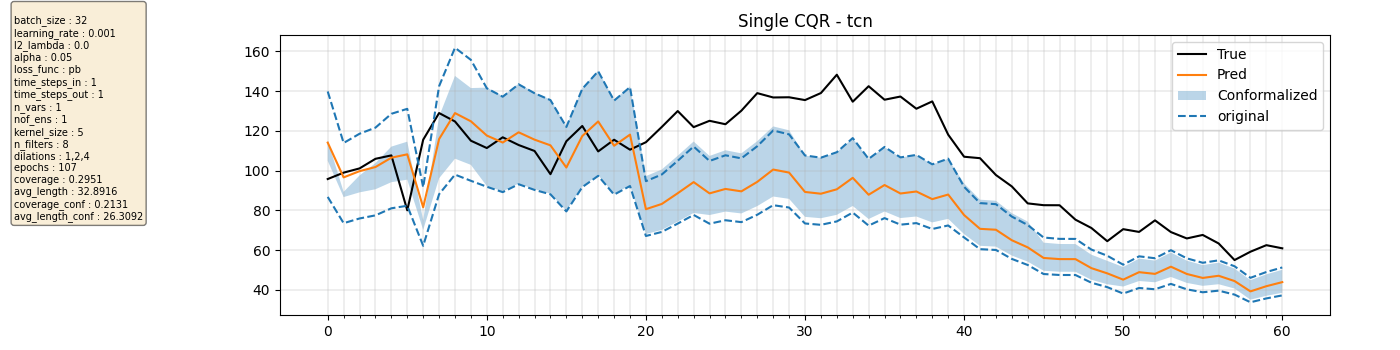 Single CQR - tcn
batch_size : 32
learning_rate : 0.001
l2_lambda : 0.0
alpha : 0.05
loss_func : pb
time_steps_in : 1
time_steps_out : 1
n_vars : 1
nof_ens : 1
kernel_size : 5
n_filters : 8
dilations : 1,2,4
epochs : 107
coverage : 0.2951
avg_length : 32.8916
coverage_conf : 0.2131
avg_length_conf : 26.3092
160
140
120
100
80
60
40
0 10 20 30 40 50 60
True
Pred
Conformalized
original